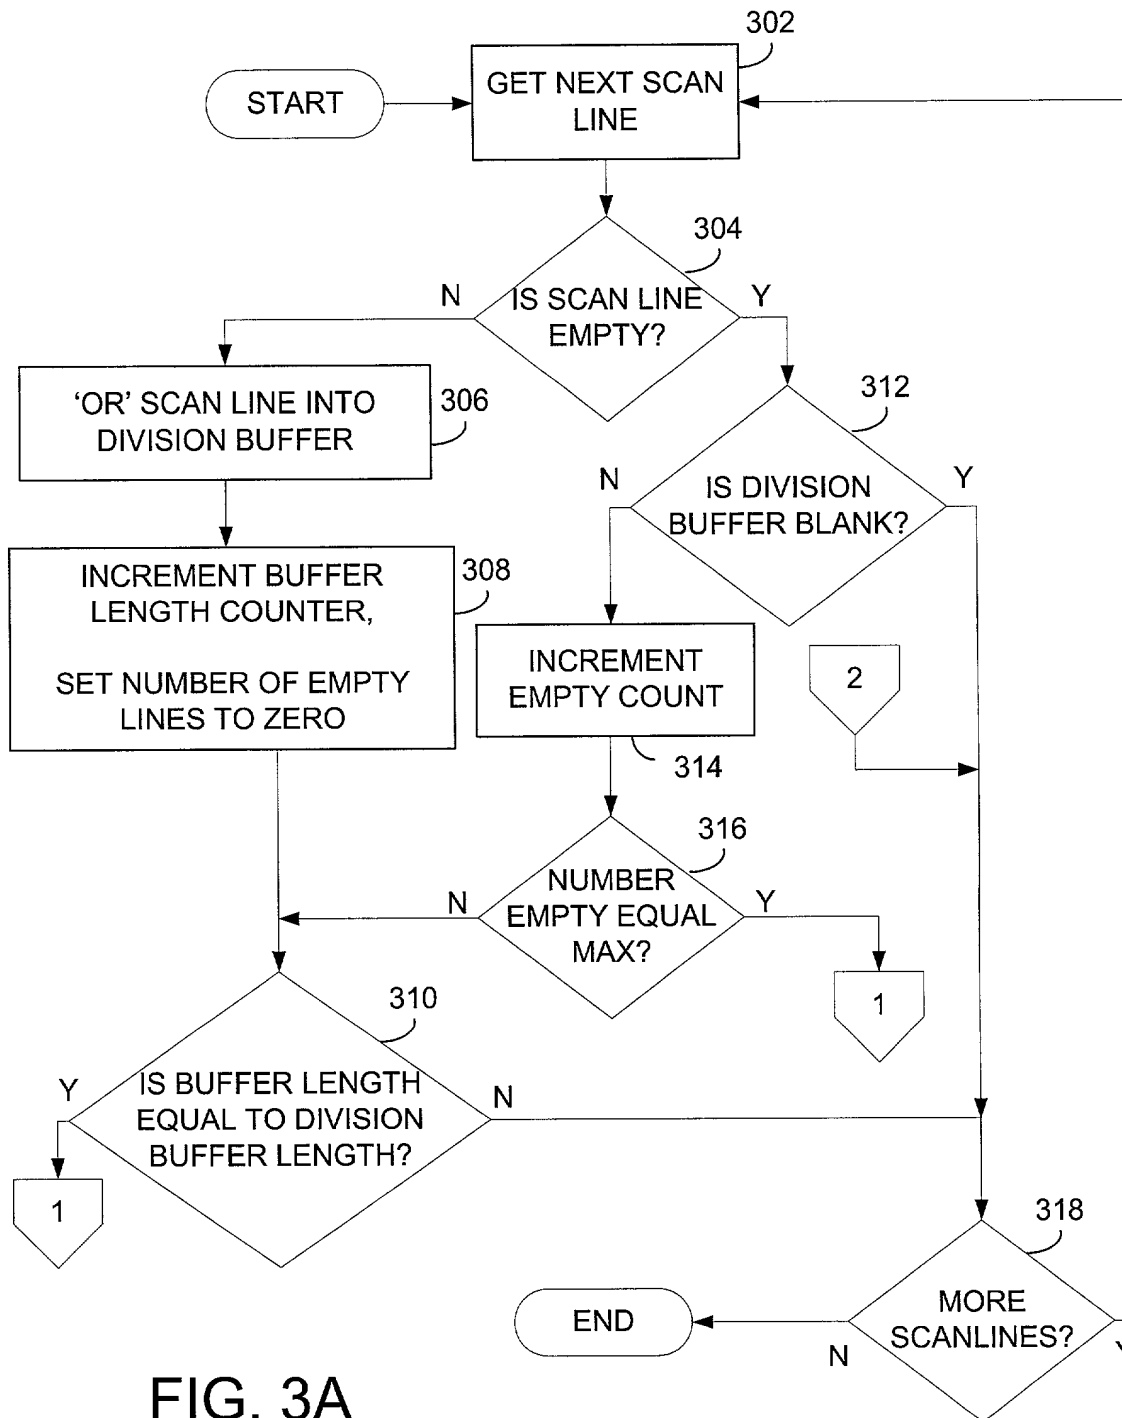 302
START
GET NEXT SCAN
LINE
304
N
IS SCAN LINE
EMPTY?
Y
'OR' SCAN LINE INTO
DIVISION BUFFER
306
312
N
IS DIVISION
BUFFER BLANK?
Y
INCREMENT BUFFER
LENGTH COUNTER,
SET NUMBER OF EMPTY
LINES TO ZERO
308
INCREMENT
EMPTY COUNT
314
2
316
N
NUMBER
EMPTY EQUAL
MAX?
Y
1
310
Y
IS BUFFER LENGTH
EQUAL TO DIVISION
BUFFER LENGTH?
N
1
318
END
N
MORE
SCANLINES?
Y
FIG. 3A